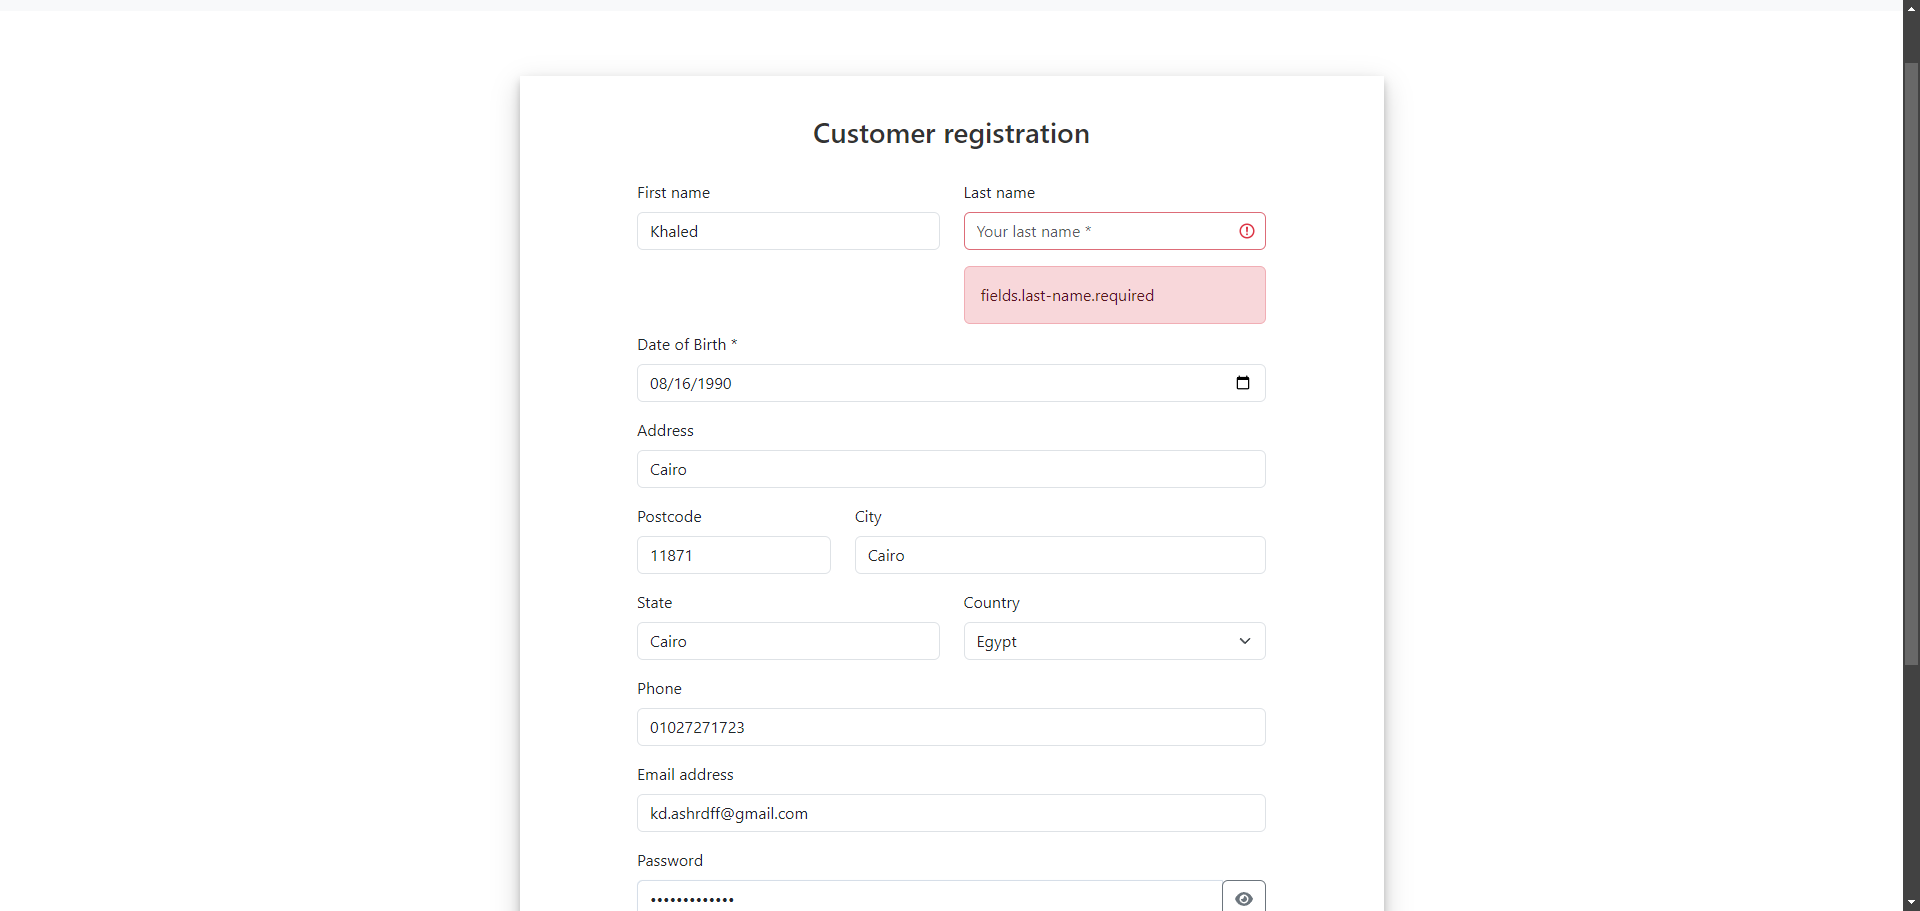 Customer registration
First name
Last name
Khaled
Your last name *
fields.last-name.required
Date of Birth *
08/16/1990
Address
Cairo
Postcode
City
11871
Cairo
State
Country
Cairo
Egypt
Phone
01027271723
Email address
kd.ashrdff@gmail.com
Password
•••••••••••••